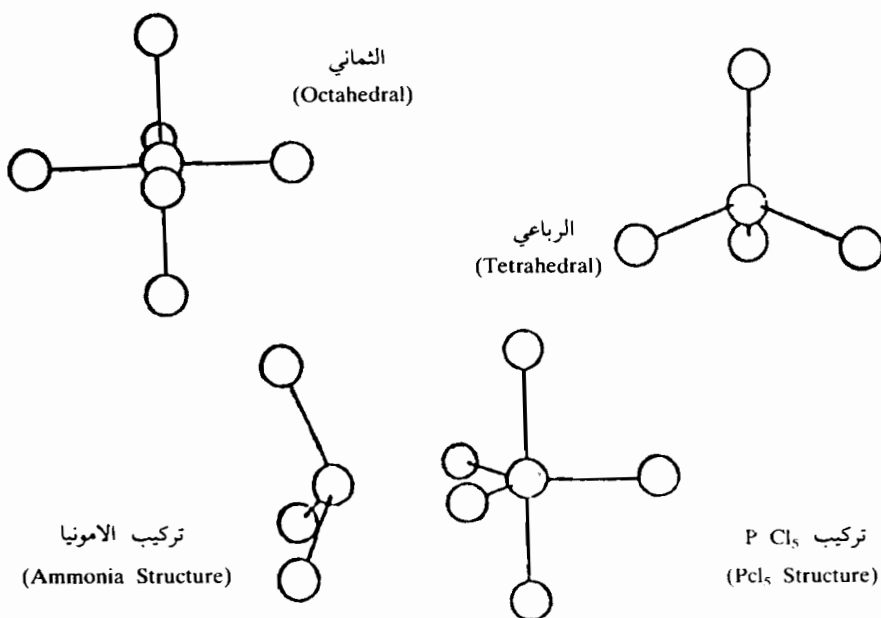 الثماني
(Octahedral)
الرباعي
(Tetrahedral)
تركيب الامونيا
(Ammonia Structure)
تركيب P Cl₅
(Pcl₅ Structure)